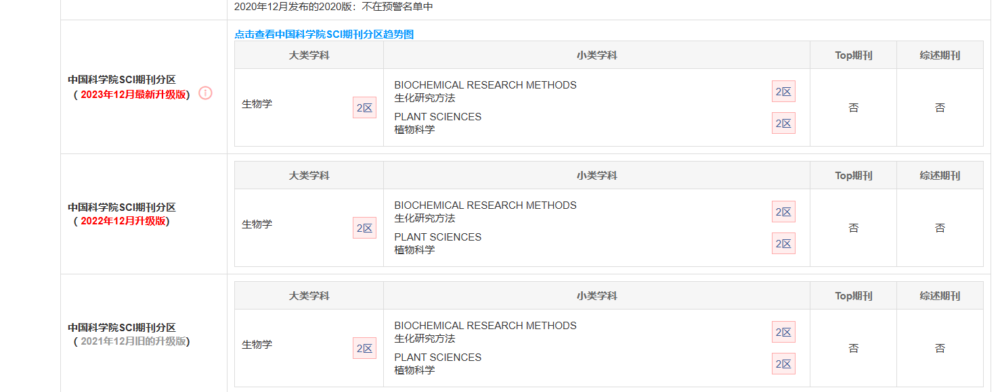 2020年12月发布的2020版：不在预警名单中
点击查看中国科学院SCI期刊分区趋势图
中国科学院SCI期刊分区
（ 2023年12月最新升级版)
大类学科 小类学科 Top期刊 综述期刊
生物学 2区
BIOCHEMICAL RESEARCH METHODS
生化研究方法
2区
PLANT SCIENCES
植物科学
2区
否 否
中国科学院SCI期刊分区
（ 2022年12月升级版)
大类学科 小类学科 Top期刊 综述期刊
生物学 2区
BIOCHEMICAL RESEARCH METHODS
生化研究方法
2区
PLANT SCIENCES
植物科学
2区
否 否
中国科学院SCI期刊分区
（ 2021年12月旧的升级版)
大类学科 小类学科 Top期刊 综述期刊
生物学 2区
BIOCHEMICAL RESEARCH METHODS
生化研究方法
2区
PLANT SCIENCES
植物科学
2区
否 否